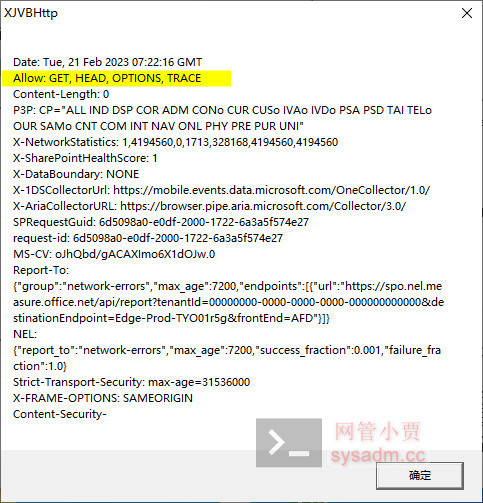 XJVBHttp
Date: Tue, 21 Feb 2023 07:22:16 GMT
Allow: GET, HEAD, OPTIONS, TRACE
Content-Length: 0
P3P: CP="ALL IND DSP COR ADM CONo CUR CUSo IVAo IVDo PSA PSD TAI TELo
OUR SAMo CNT COM INT NAV ONL PHY PRE PUR UNI"
X-NetworkStatistics: 1,4194560,0,1713,328168,4194560,4194560
X-SharePointHealthScore: 1
X-DataBoundary: NONE
X-1DSCollectorUrl: https://mobile.events.data.microsoft.com/OneCollector/1.0/
X-AriaCollectorURL: https://browser.pipe.aria.microsoft.com/Collector/3.0/
SPRequestGuid: 6d5098a0-e0df-2000-1722-6a3a5f574e27
request-id: 6d5098a0-e0df-2000-1722-6a3a5f574e27
MS-CV: oJhQbd/gACAXImo6X1dOJw.0
Report-To:
{"group":"network-errors","max_age":7200,"endpoints":[{"url":"https://spo.nel.me
asure.office.net/api/report?tenantId=00000000-0000-0000-0000-000000000000&de
stinationEndpoint=Edge-Prod-TYO01r5g&frontEnd=AFD"}]}
NEL:
{"report_to":"network-errors","max_age":7200,"success_fraction":0.001,"failure_fra
ction":1.0}
Strict-Transport-Security: max-age=31536000
X-FRAME-OPTIONS: SAMEORIGIN
Content-Security-
网管小贾
sysadm.cc
确定